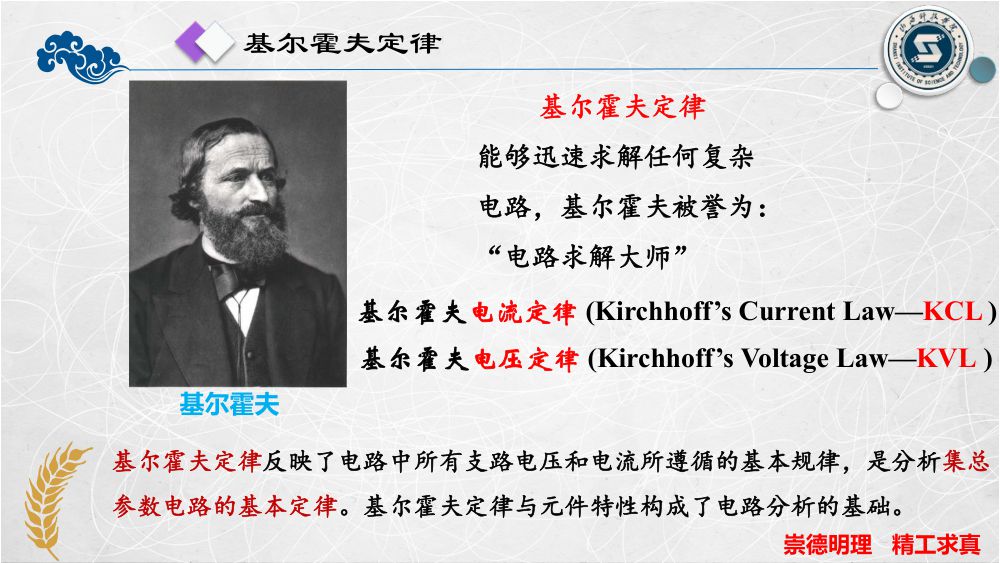 基尔霍夫定律
基尔霍夫定律
能够迅速求解任何复杂
电路，基尔霍夫被誉为：
“电路求解大师”
基尔霍夫电流定律 (Kirchhoff’s Current Law—KCL )
基尔霍夫电压定律 (Kirchhoff’s Voltage Law—KVL )
基尔霍夫
基尔霍夫定律反映了电路中所有支路电压和电流所遵循的基本规律，是分析集总
参数电路的基本定律。基尔霍夫定律与元件特性构成了电路分析的基础。
崇德明理 精工求真